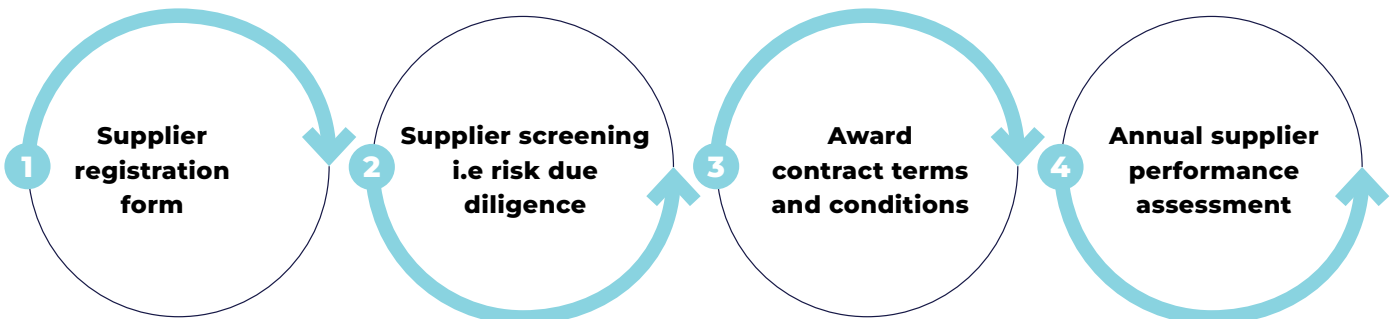 1
Supplier
registration
form
2
Supplier screening
i.e risk due
diligence
3
Award
contract terms
and conditions
4
Annual supplier
performance
assessment